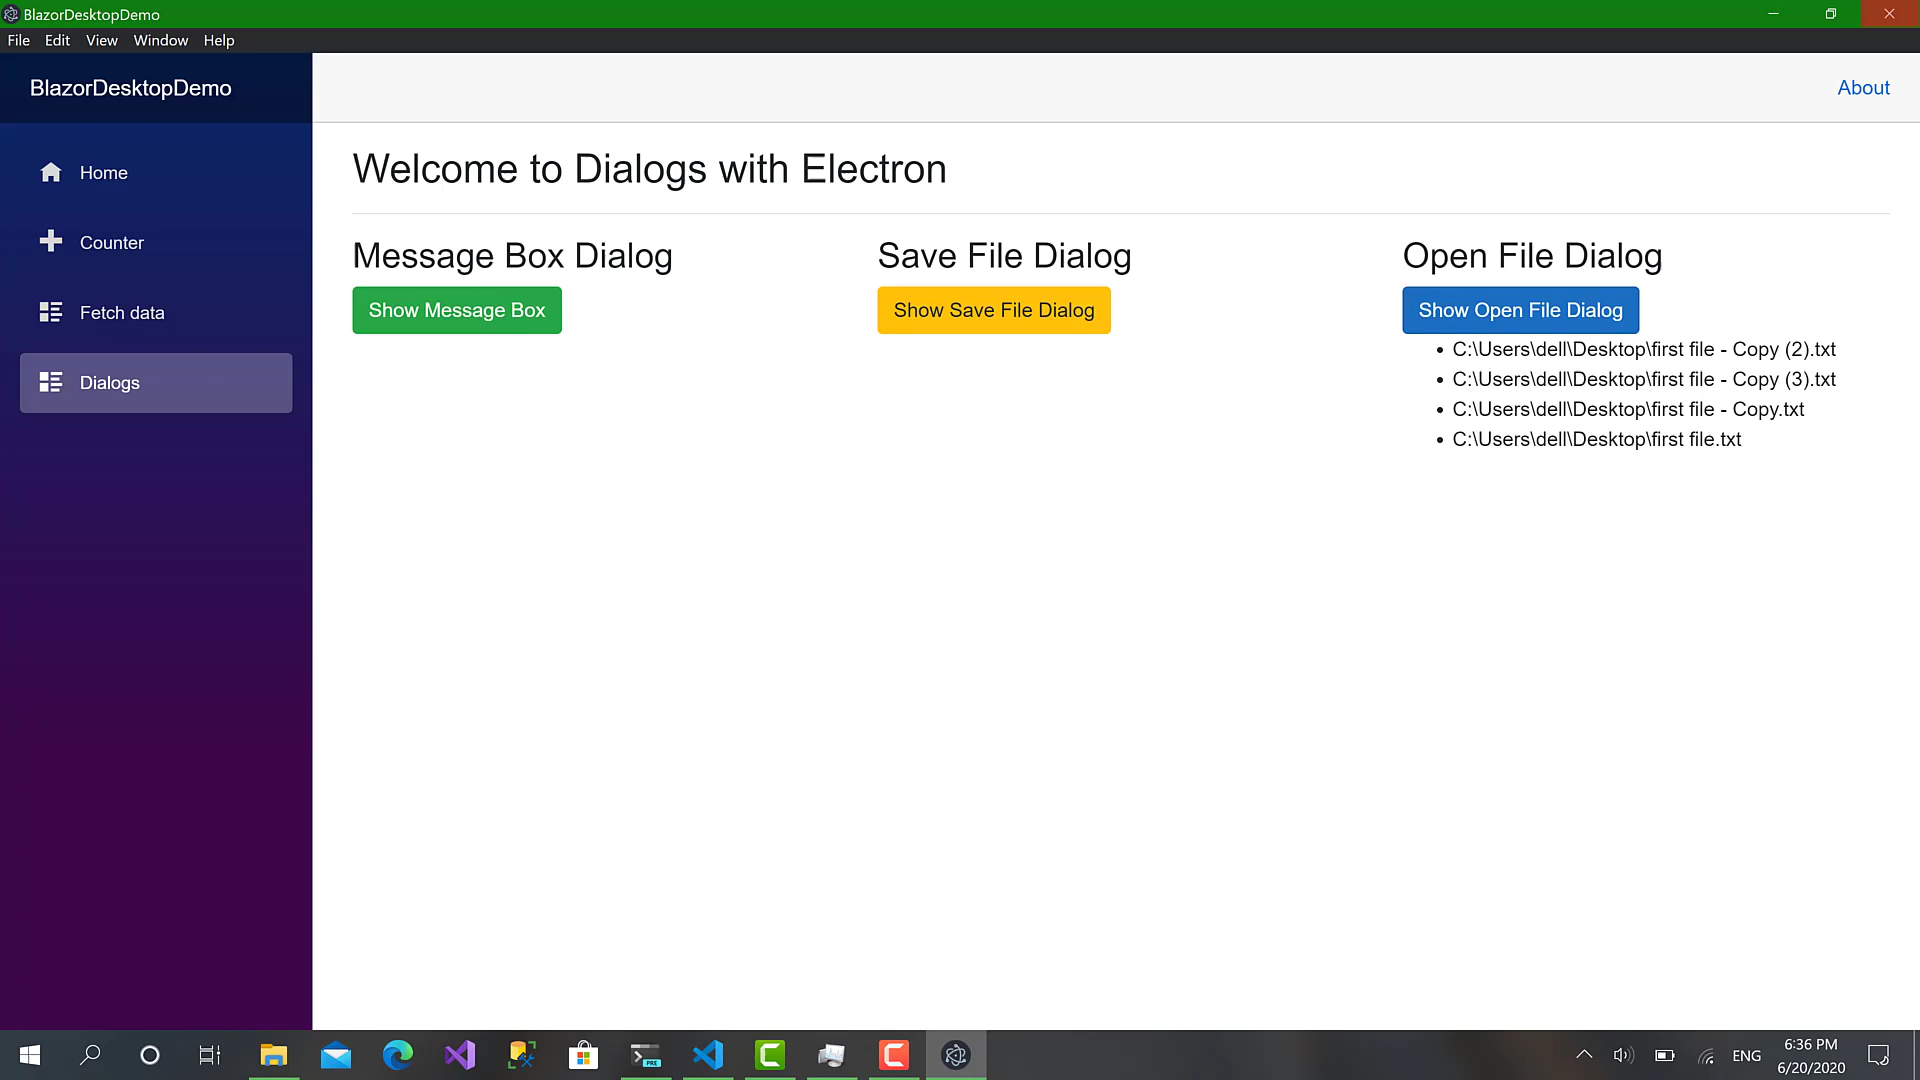 BlazorDesktopDemo
File Edit View Window Help
BlazorDesktopDemo
About
Home
Counter
Fetch data
Dialogs
Welcome to Dialogs with Electron
Message Box Dialog
Show Message Box
Save File Dialog
Show Save File Dialog
Open File Dialog
Show Open File Dialog
• C:\Users\dell\Desktop\first file - Copy (2).txt
• C:\Users\dell\Desktop\first file - Copy (3).txt
• C:\Users\dell\Desktop\first file - Copy.txt
• C:\Users\dell\Desktop\first file.txt
PRE
ENG
6:36 PM
6/20/2020